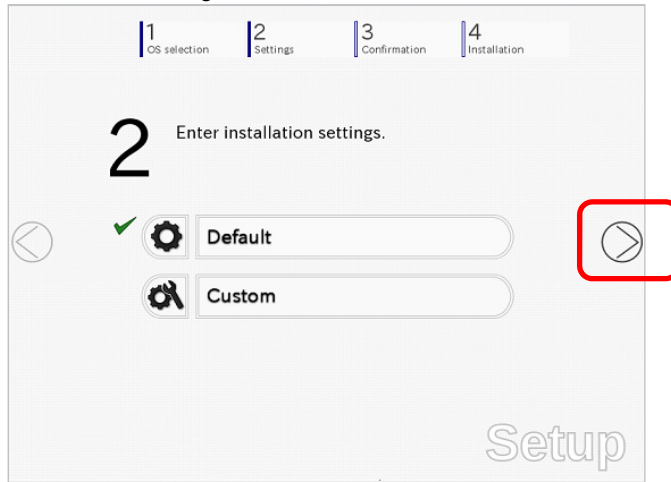 1
OS selection
2
Settings
3
Confirmation
4
Installation
2
Enter installation settings.
Default
Custom
Setup